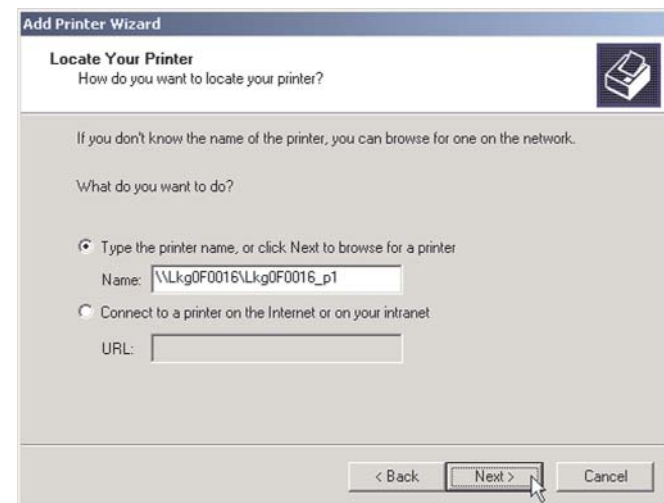 Add Printer Wizard
Locate Your Printer
How do you want to locate your printer?
If you don't know the name of the printer, you can browse for one on the network.
What do you want to do?
Type the printer name, or click Next to browse for a printer
Name: \\Lkg0F0016\Lkg0F0016_p1
Connect to a printer on the Internet or on your intranet
URL:
< Back Next > Cancel